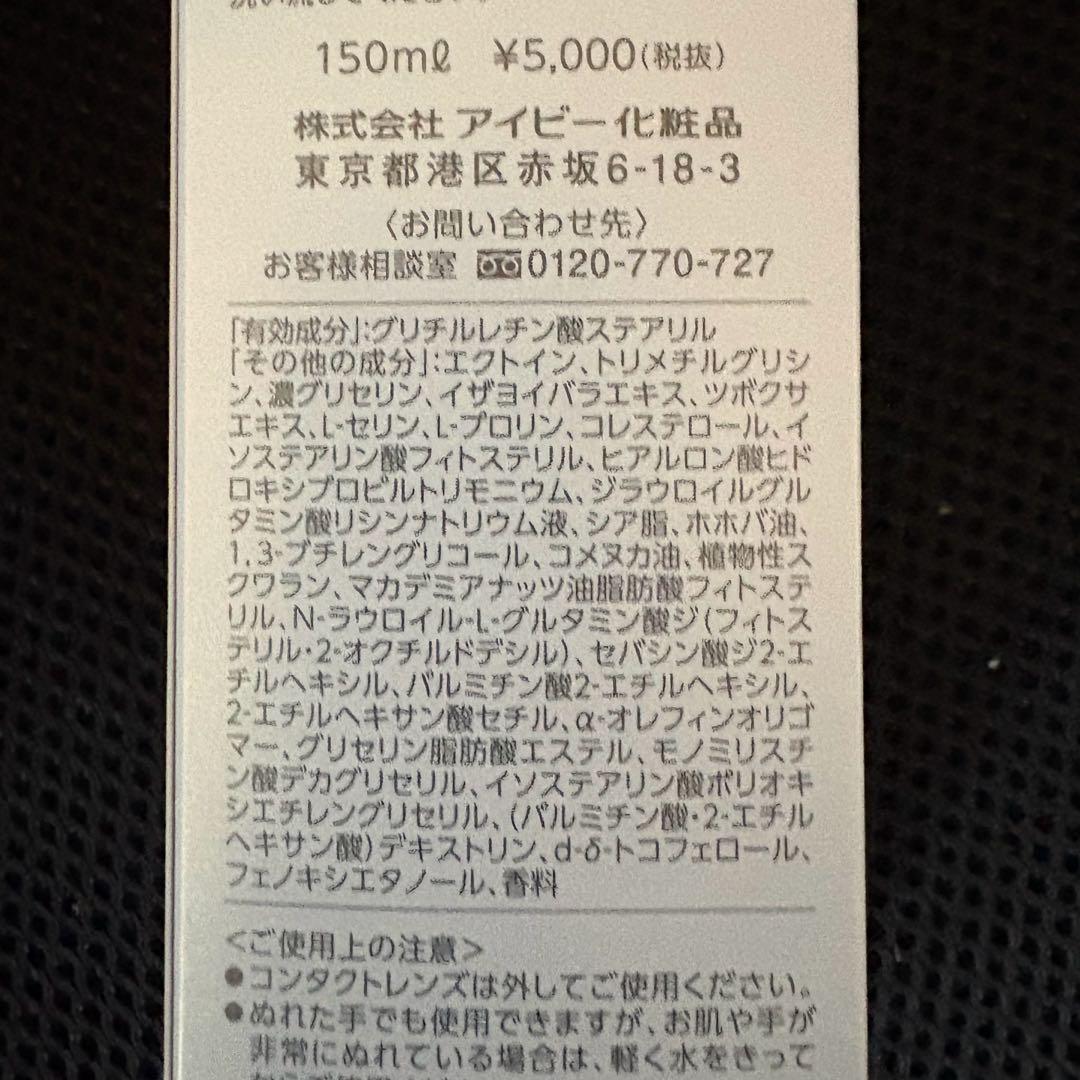 150mℓ ¥5,000(税抜)
株式会社 アイビー化粧品
東京都港区赤坂6-18-3
〈お問い合わせ先〉
お客様相談室 0120-770-727
「有効成分」:グリチルレチン酸ステアリル
「その他の成分」:エクトイン、トリメチルグリシ
ン、濃グリセリン、イザヨイバラエキス、ツボクサ
エキス、L-セリン、L-プロリン、コレステロール、イ
ソステアリン酸フィトステリル、ヒアルロン酸ヒド
ロキシプロピルトリモニウム、ジラウロイルグル
タミン酸リシンナトリウム液、シア脂、ホホバ油、
1,3-ブチレングリコール、コメヌカ油、植物性ス
クワラン、マカデミアナッツ油脂肪酸フィトステ
リル、N-ラウロイル-L-グルタミン酸ジ(フィトス
テリル・2-オクチルドデシル)、セバシン酸ジ2-エ
チルヘキシル、パルミチン酸2-エチルヘキシル、
2-エチルヘキサン酸セチル、α-オレフィンオリゴ
マー、グリセリン脂肪酸エステル、モノミリスチ
ン酸デカグリセリル、イソステアリン酸ポリオキ
シエチレングリセリル、(パルミチン酸・2-エチル
ヘキサン酸)デキストリン、d-δ-トコフェロール、
フェノキシエタノール、香料
<ご使用上の注意>
●コンタクトレンズは外してご使用ください。
●ぬれた手でも使用できますが、お肌や手が
非常にぬれている場合は、軽く水をきって